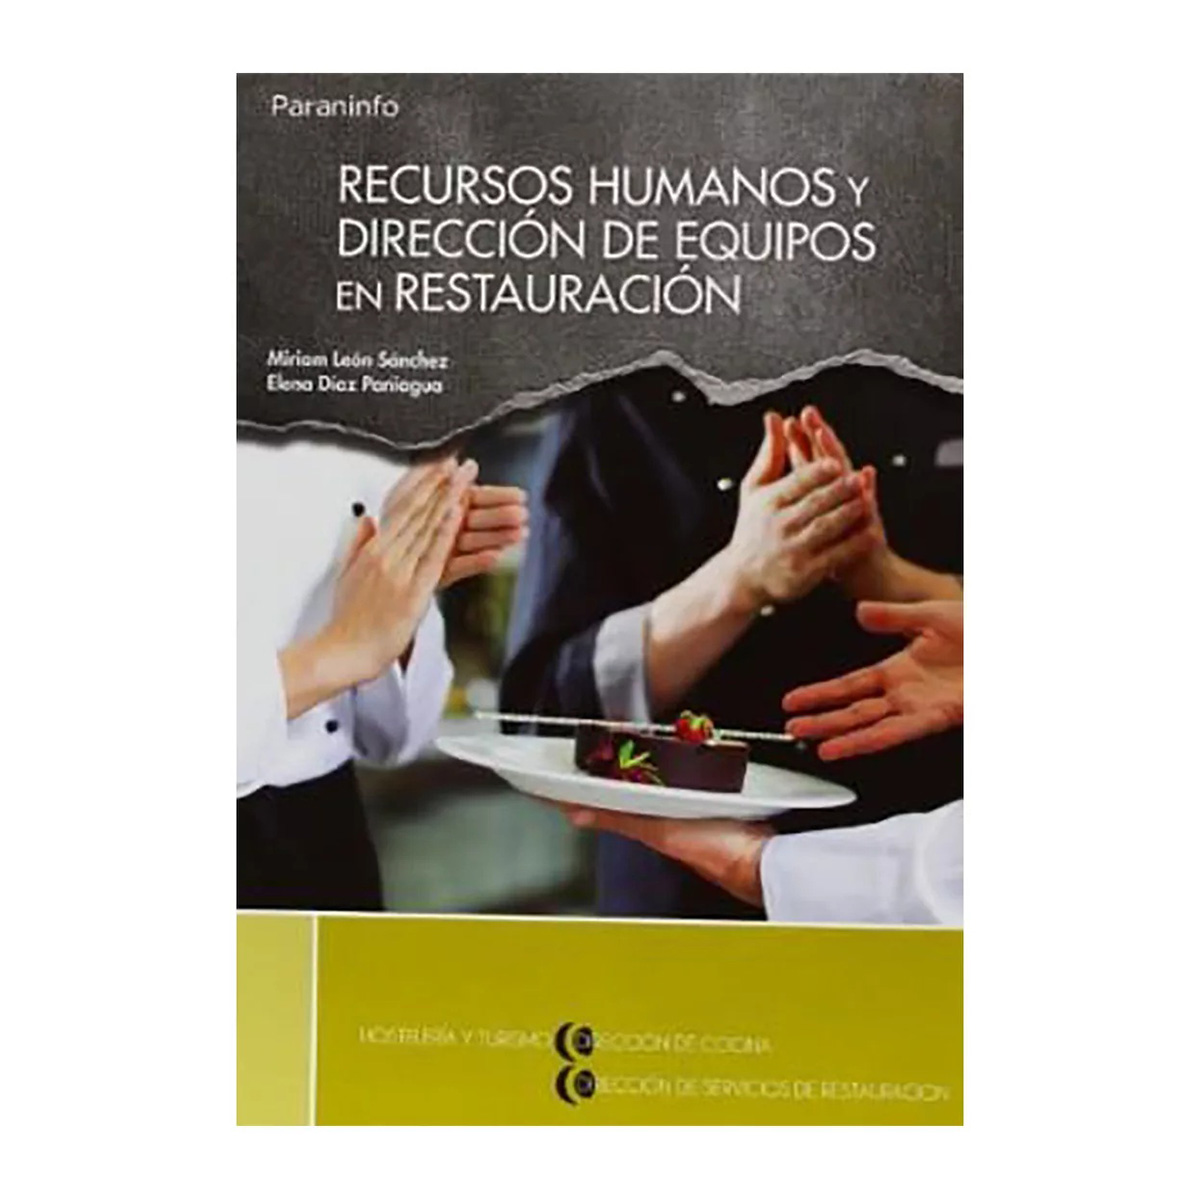 Paraninfo
RECURSOS HUMANOS Y
DIRECCIÓN DE EQUIPOS
EN RESTAURACIÓN
Miriam León Sánchez
Elena Díaz Paniagua
HOSTELERÍA Y TURISMO DIRECCIÓN DE COCINA
DIRECCIÓN DE SERVICIOS DE RESTAURACIÓN